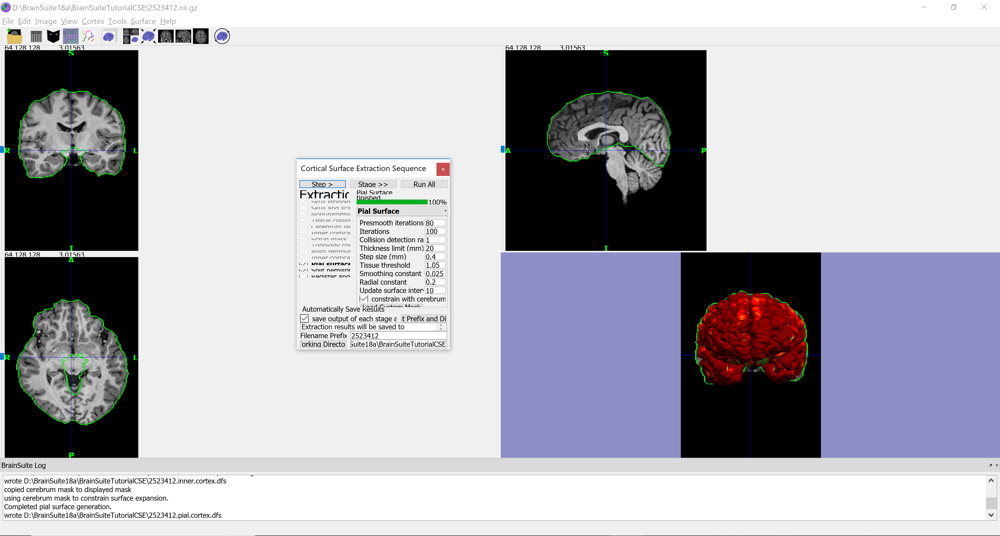 D:\BrainSuite18a\BrainSuiteTutorialCSE\2523412.nii.gz
File Edit Image View Cortex Tools Surface Help
64 128 128 3.01563
S
R L
I
64 128 128 3.01563
S
A P
I
64 128 128 3.01563
A
R L
P
Cortical Surface Extraction Sequence
Step > Stage >> Run All
Extractio
Skull strippin
Skull and sca
Nonuniformit
Tissue classif
Cerebrum lal
Inner cortica
Scrub mask
Topology cor
Wisp remova
Inner cortica
Pial surface
Split hemisph
Register and
Pial Surface
finished
100%
Pial Surface
Presmooth iterations 80
Iterations 100
Collision detection ra 1
Thickness limit (mm) 20
Step size (mm) 0.4
Tissue threshold 1.05
Smoothing constant 0.025
Radial constant 0.2
Update surface interv 10
constrain with cerebrum
Load Custom Mask
Automatically Save Results
save output of each stage a :t Prefix and Di
Extraction results will be saved to
Filename Prefix 2523412
orking Directo Suite18a\BrainSuiteTutorialCSE
BrainSuite Log
wrote D:\BrainSuite18a\BrainSuiteTutorialCSE\2523412.inner.cortex.dfs
copied cerebrum mask to displayed mask
using cerebrum mask to constrain surface expansion.
Completed pial surface generation.
wrote D:\BrainSuite18a\BrainSuiteTutorialCSE\2523412.pial.cortex.dfs